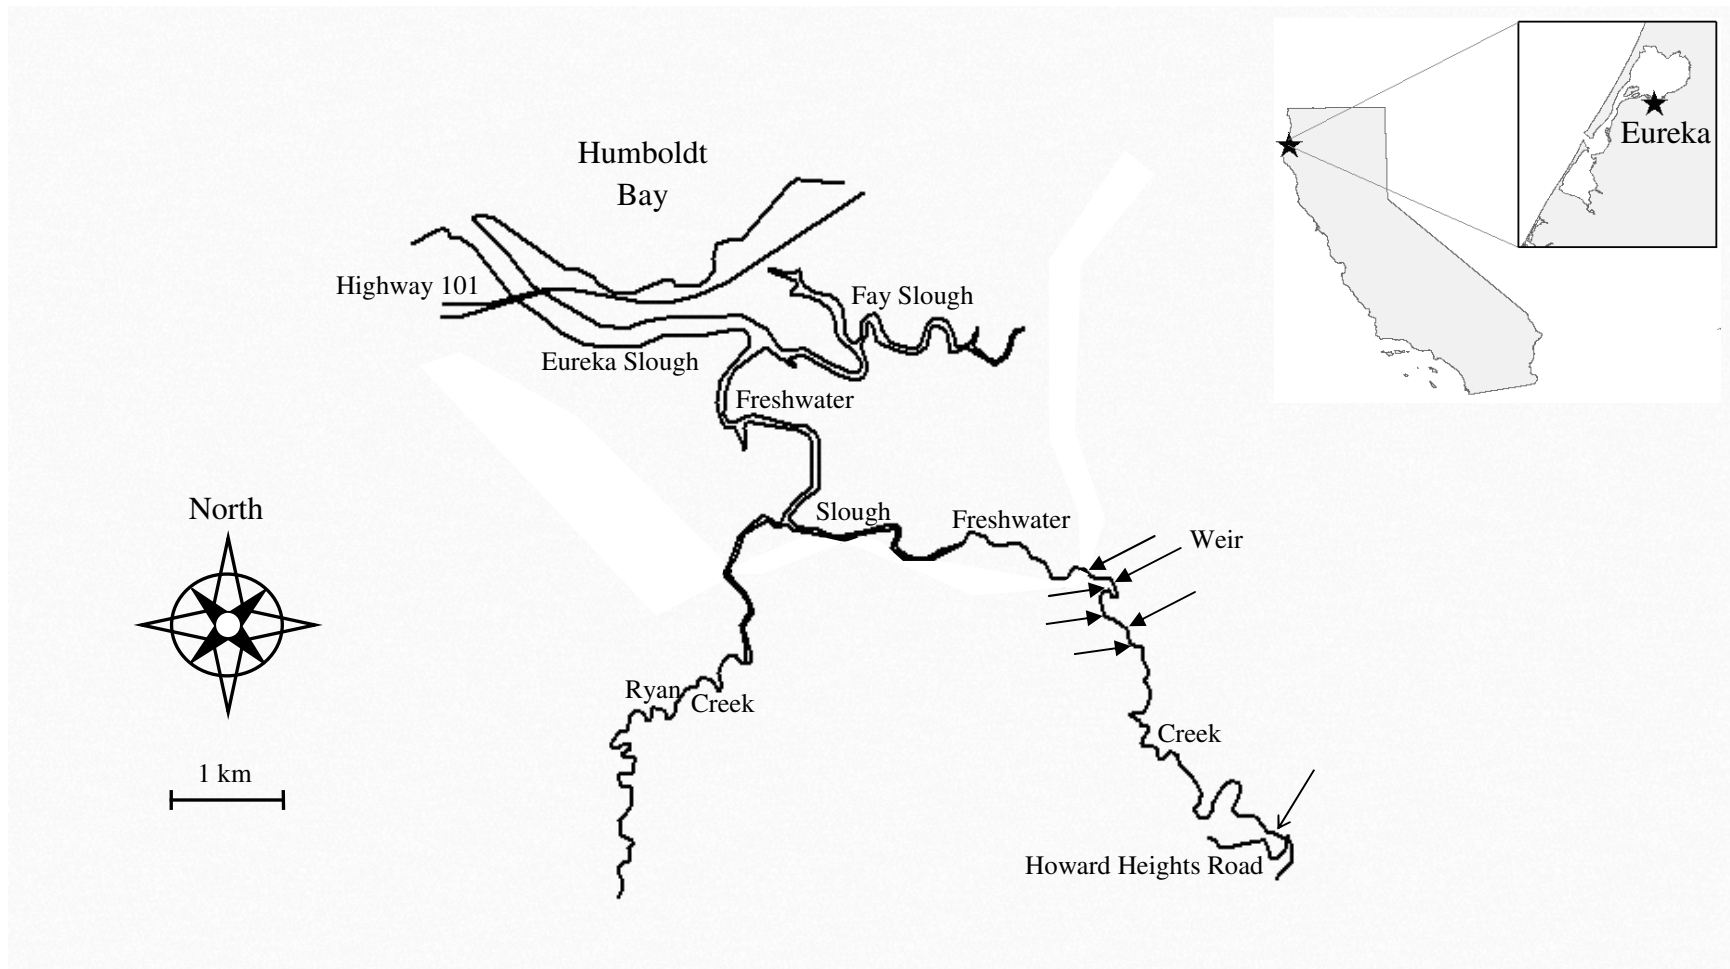 Humboldt
Bay
Eureka
Highway 101
Fay Slough
Eureka Slough
Freshwater
Slough
Freshwater
Weir
North
Ryan
Creek
Creek
1 km
Howard Heights Road